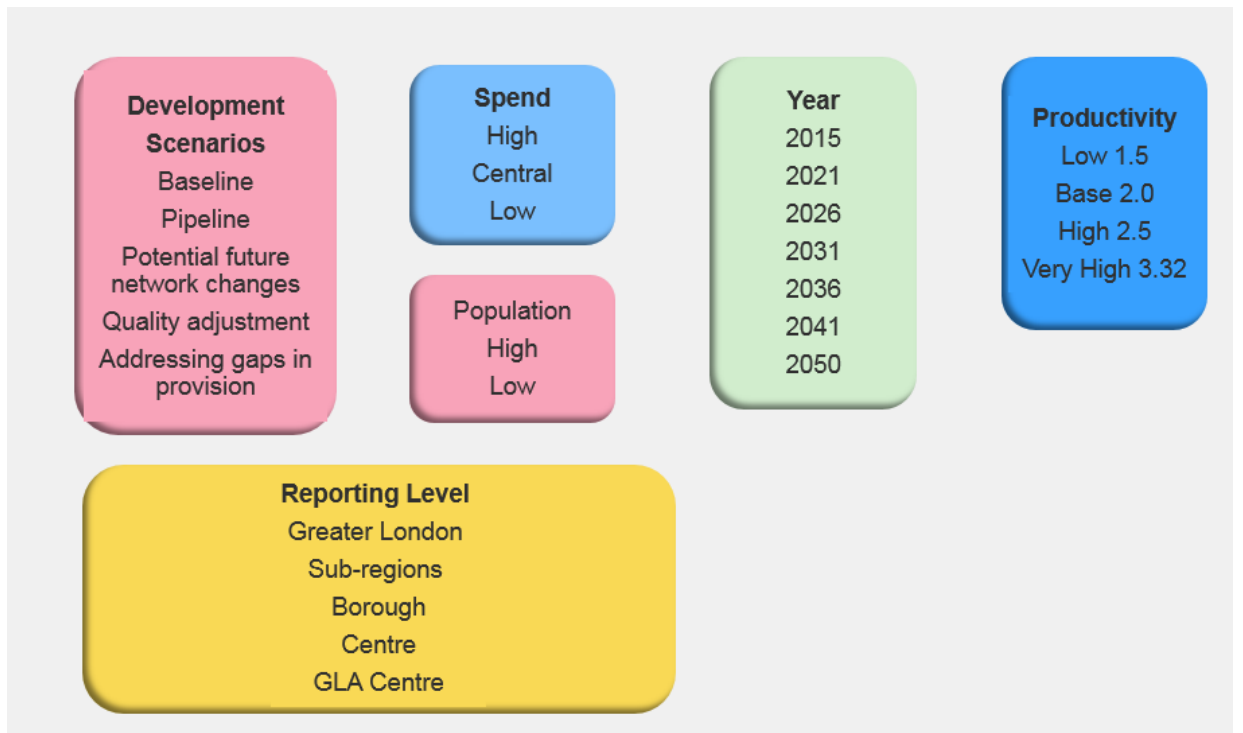 Development
Scenarios
Baseline
Pipeline
Potential future
network changes
Quality adjustment
Addressing gaps in
provision
Spend
High
Central
Low
Population
High
Low
Year
2015
2021
2026
2031
2036
2041
2050
Productivity
Low 1.5
Base 2.0
High 2.5
Very High 3.32
Reporting Level
Greater London
Sub-regions
Borough
Centre
GLA Centre